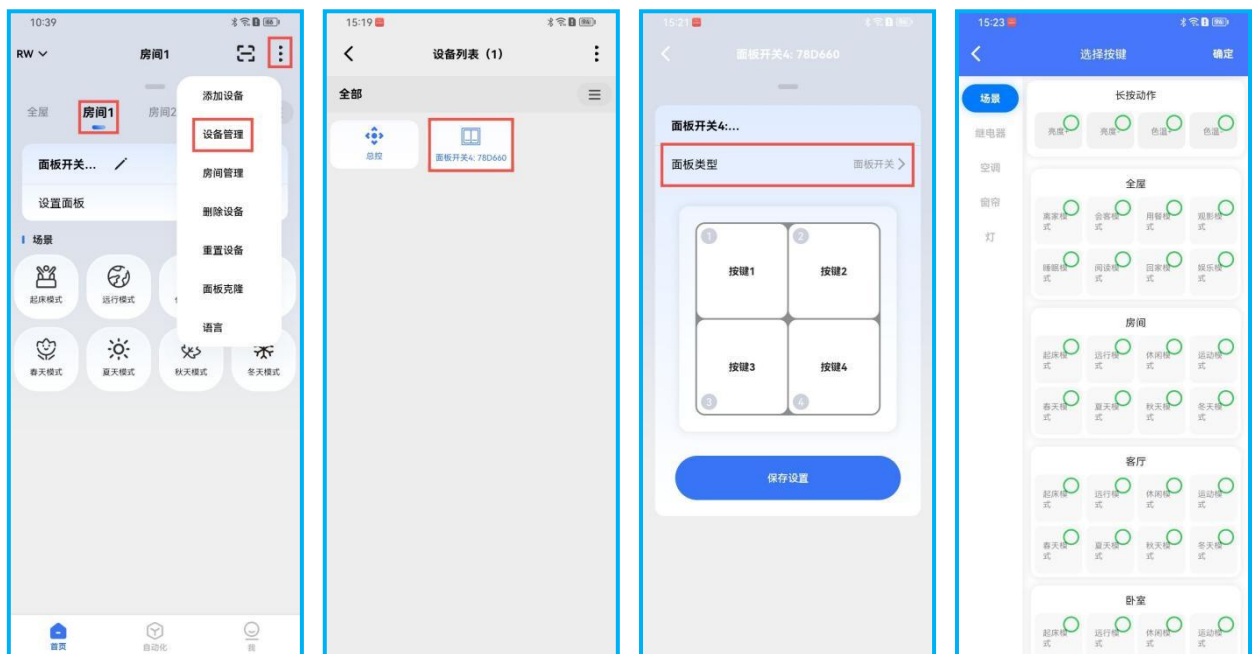 10:39
86
RW
房间1
添加设备
全屋
房间1
房间2
设备管理
面板开关...
房间管理
设置面板
删除设备
场景
重置设备
起床模式
远行模式
面板克隆
语言
春天模式
夏天模式
秋天模式
冬天模式
首页
自动化
我
15:19
设备列表（1）
全部
总控
面板开关4: 78D660
15:21
面板开关4: 78D660
面板开关4:...
面板类型
面板开关
1
2
按键1
按键2
按键3
按键4
3
4
保存设置
15:23
选择按键
确定
场景
继电器
空调
窗帘
灯
长按动作
亮度+
亮度-
色温+
色温-
全屋
离家模式
会客模式
用餐模式
观影模式
睡眠模式
阅读模式
回家模式
娱乐模式
房间
起床模式
远行模式
休闲模式
运动模式
春天模式
夏天模式
秋天模式
冬天模式
客厅
起床模式
远行模式
休闲模式
运动模式
春天模式
夏天模式
秋天模式
冬天模式
卧室
起床模式
远行模式
休闲模式
运动模式